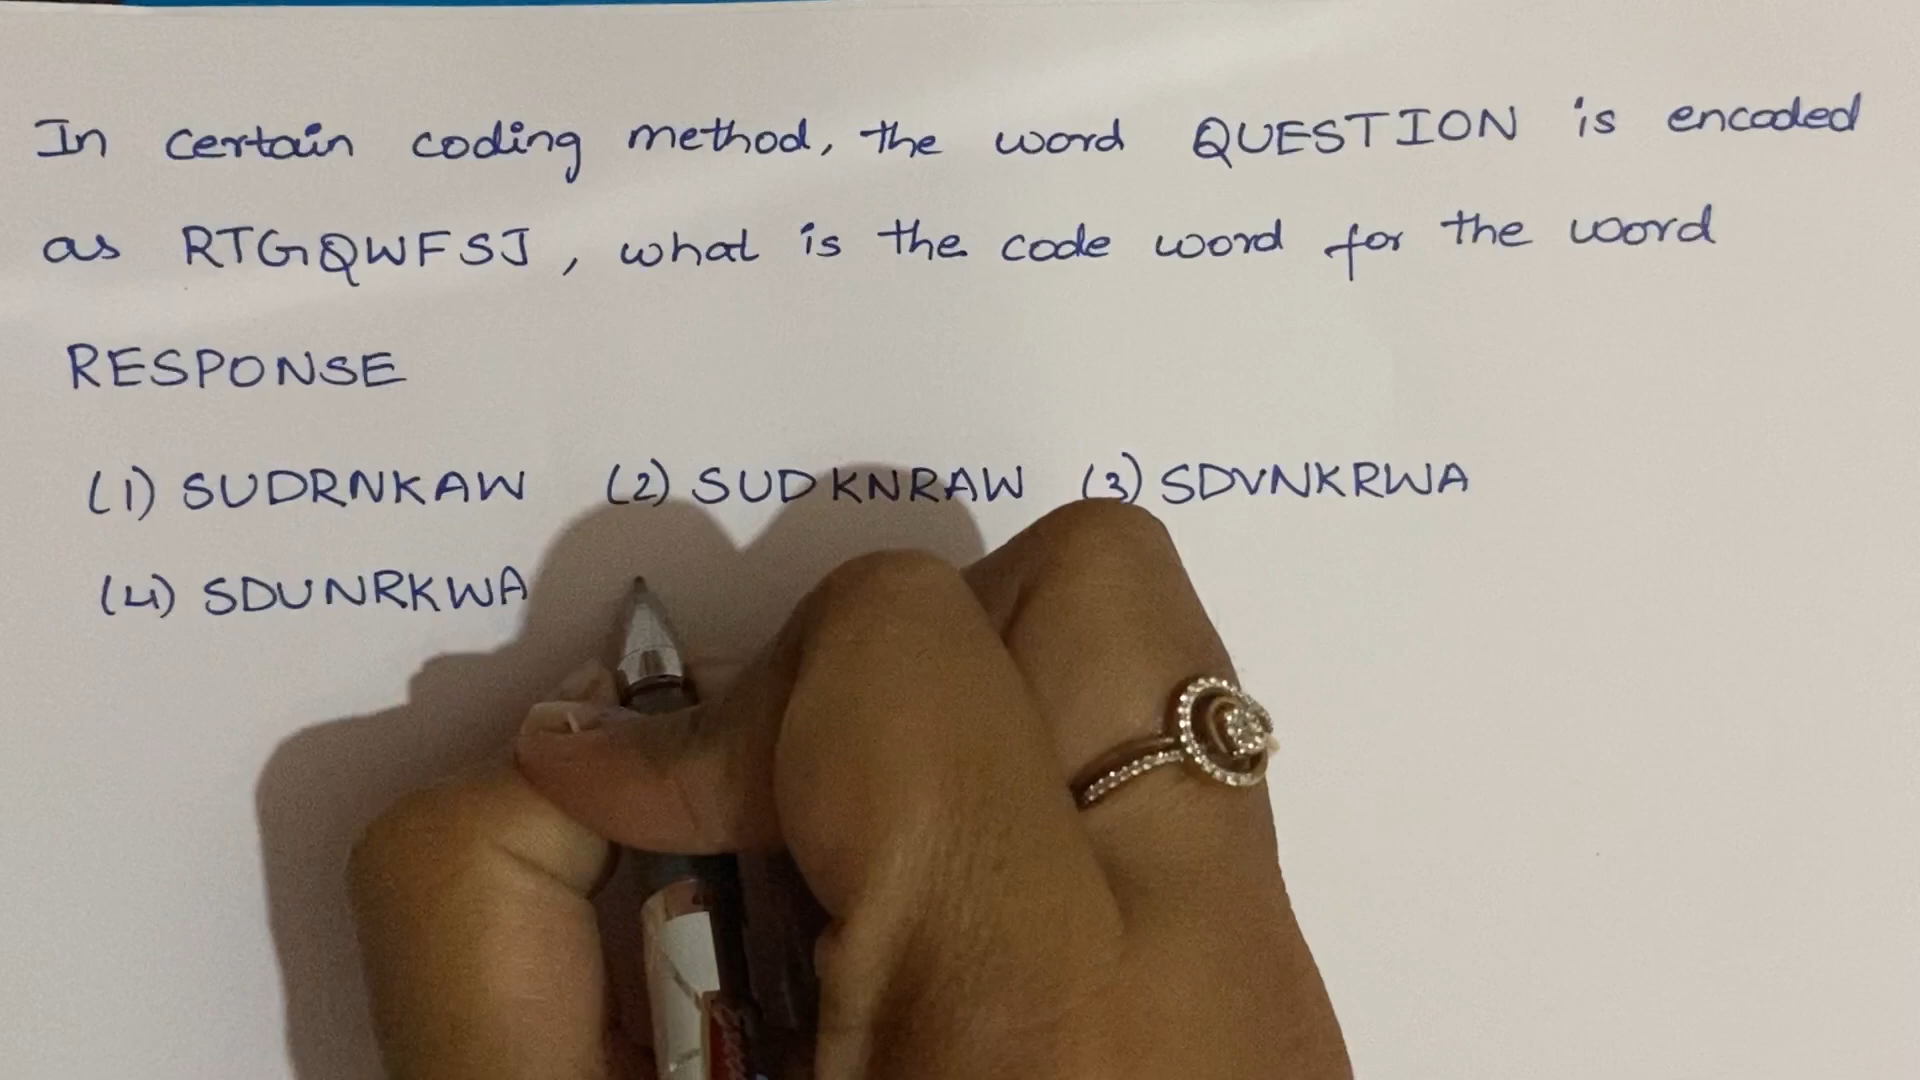 In certain coding method, the word QUESTION is encoded
as RTGQWFSJ, what is the code word for the word
RESPONSE
(1) SUDRNKAW (2) SUDKNRAW (3) SDVNKRWA
(4) SDUNRKWA